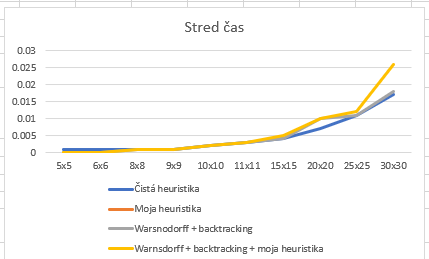 Stred čas
0.03
0.025
0.02
0.015
0.01
0.005
0
5x5 6x6 8x8 9x9 10x10 11x11 15x15 20x20 25x25 30x30
Čistá heuristika
Moja heuristika
Warsnodorff + backtracking
Warnsdorff + backtracking + moja heuristika